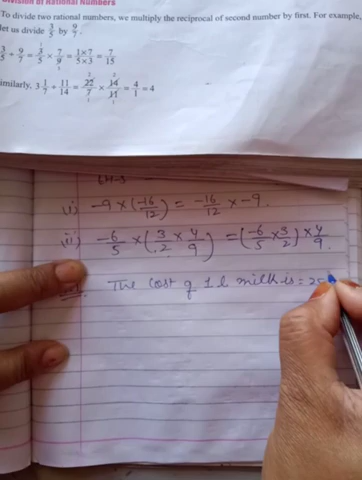 Division of Rational Numbers
To divide two rational numbers, we multiply the reciprocal of second number by first. For example,
let us divide 3/5 by 9/7.
3/5 ÷ 9/7 = 3/5 × 7/9 = 1×7/5×3 = 7/15
imilarly, 3 1/7 ÷ 11/14 = 22/7 × 14/11 = 4/1 = 4
(i) -9 × (-16/12) = -16/12 × -9.
(ii) -6/5 × (3/2 × 4/9) = (-6/5 × 3/2) × 4/9
The cost of 1 l milk is =